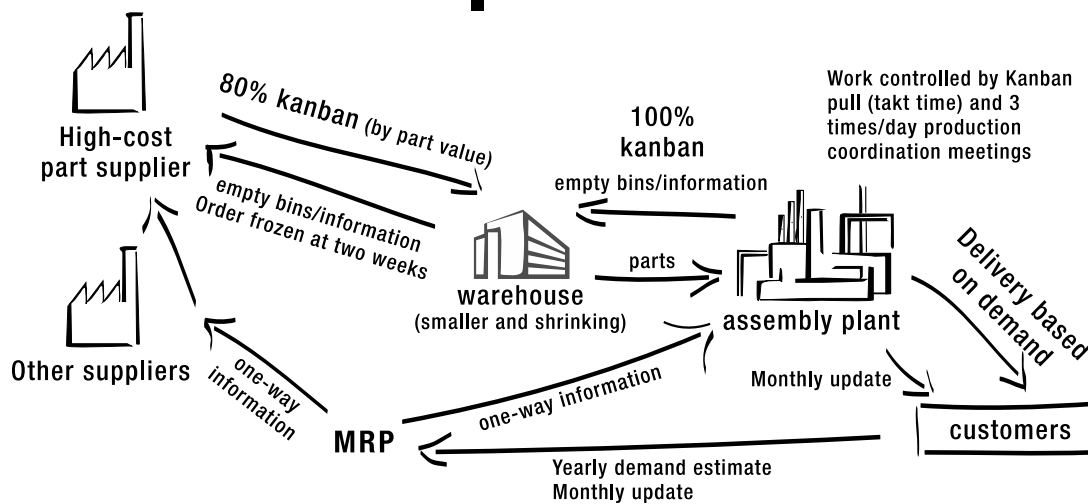 80% kanban (by part value)
High-cost
part supplier
empty bins/information
Order frozen at two weeks
100%
kanban
empty bins/information
Work controlled by Kanban
pull (takt time) and 3
times/day production
coordination meetings
parts
warehouse
(smaller and shrinking)
assembly plant
Delivery based
on demand
Other suppliers
one-way
information
MRP
one-way information
Monthly update
customers
Yearly demand estimate
Monthly update